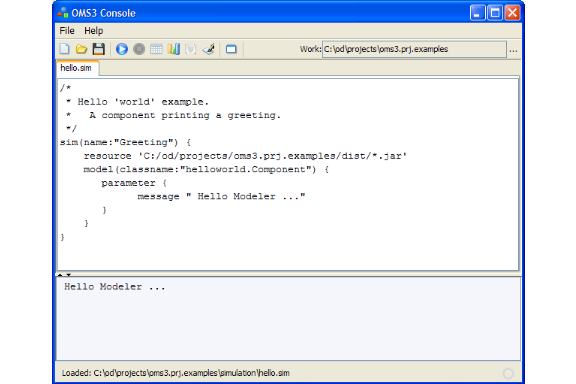 OMS3 Console
File Help
Work: C:\od\projects\oms3.prj.examples ...
hello.sim
/*
 * Hello 'world' example.
 *   A component printing a greeting.
 */
sim(name:"Greeting") {
    resource 'C:/od/projects/oms3.prj.examples/dist/*.jar'
    model(classname:"helloworld.Component") {
       parameter {
             message " Hello Modeler ..."
       }
    }
}
Hello Modeler ...
Loaded: C:\od\projects\oms3.prj.examples\simulation\hello.sim